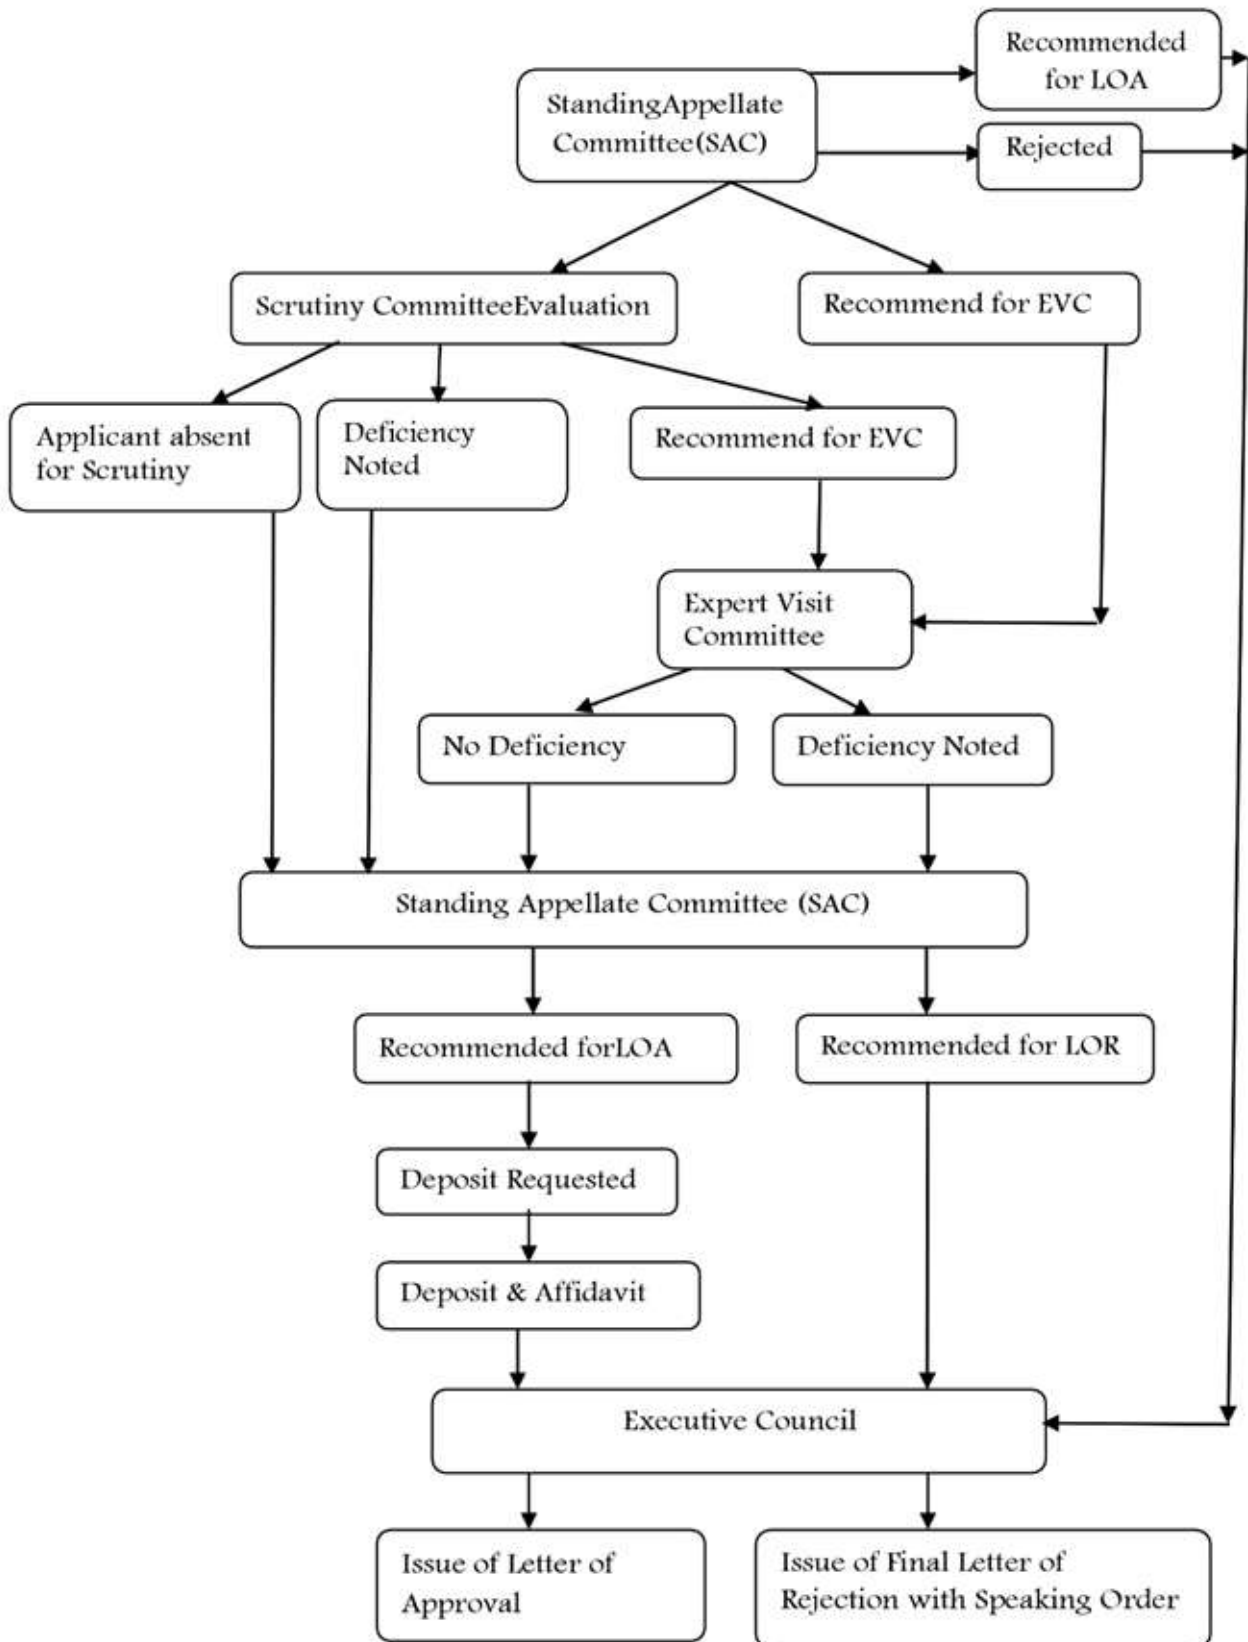 Recommended
for LOA
StandingAppellate
Committee(SAC)
Rejected
Scrutiny CommitteeEvaluation
Recommend for EVC
Applicant absent
for Scrutiny
Deficiency
Noted
Recommend for EVC
Expert Visit
Committee
No Deficiency
Deficiency Noted
Standing Appellate Committee (SAC)
Recommended forLOA
Recommended for LOR
Deposit Requested
Deposit & Affidavit
Executive Council
Issue of Letter of
Approval
Issue of Final Letter of
Rejection with Speaking Order